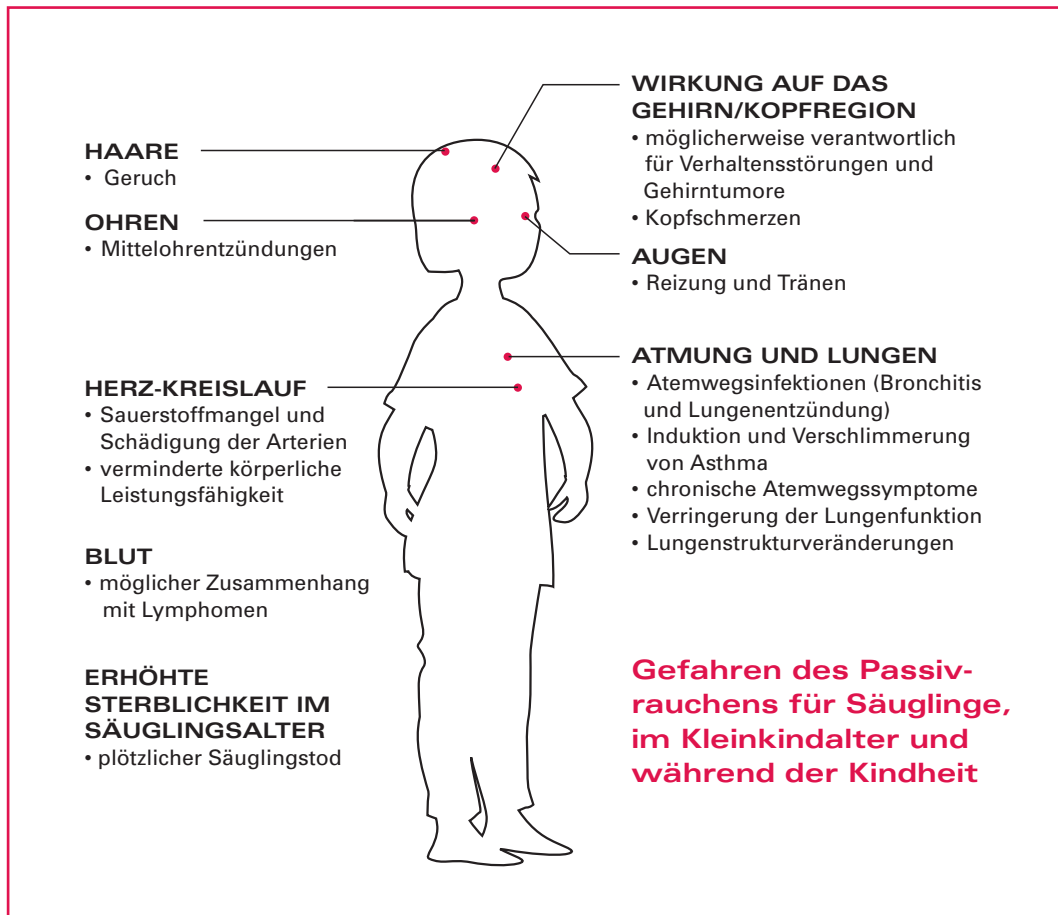 HAARE
• Geruch
OHREN
• Mittelohrentzündungen
HERZ-KREISLAUF
• Sauerstoffmangel und
Schädigung der Arterien
• verminderte körperliche
Leistungsfähigkeit
BLUT
• möglicher Zusammenhang
mit Lymphomen
ERHÖHTE
STERBLICHKEIT IM
SÄUGLINGSALTER
• plötzlicher Säuglingstod
WIRKUNG AUF DAS
GEHIRN/KOPFREGION
• möglicherweise verantwortlich
für Verhaltensstörungen und
Gehirntumore
• Kopfschmerzen
AUGEN
• Reizung und Tränen
ATMUNG UND LUNGEN
• Atemwegsinfektionen (Bronchitis
und Lungenentzündung)
• Induktion und Verschlimmerung
von Asthma
• chronische Atemwegssymptome
• Verringerung der Lungenfunktion
• Lungenstrukturveränderungen
Gefahren des Passiv-
rauchens für Säuglinge,
im Kleinkindalter und
während der Kindheit